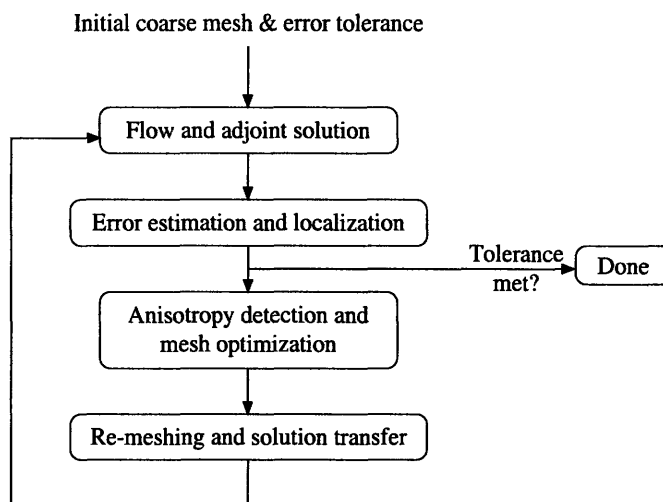 Initial coarse mesh & error tolerance
Flow and adjoint solution
Error estimation and localization
Tolerance
met?
Done
Anisotropy detection and
mesh optimization
Re-meshing and solution transfer